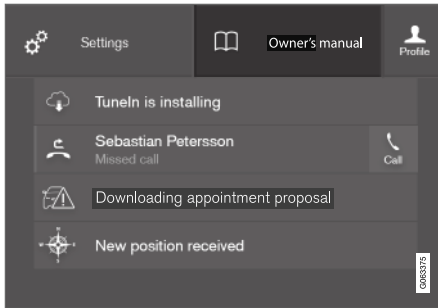 Settings
Owner's manual
Profile
TuneIn is installing
Sebastian Petersson
Missed call
Call
Downloading appointment proposal
New position received
G063375